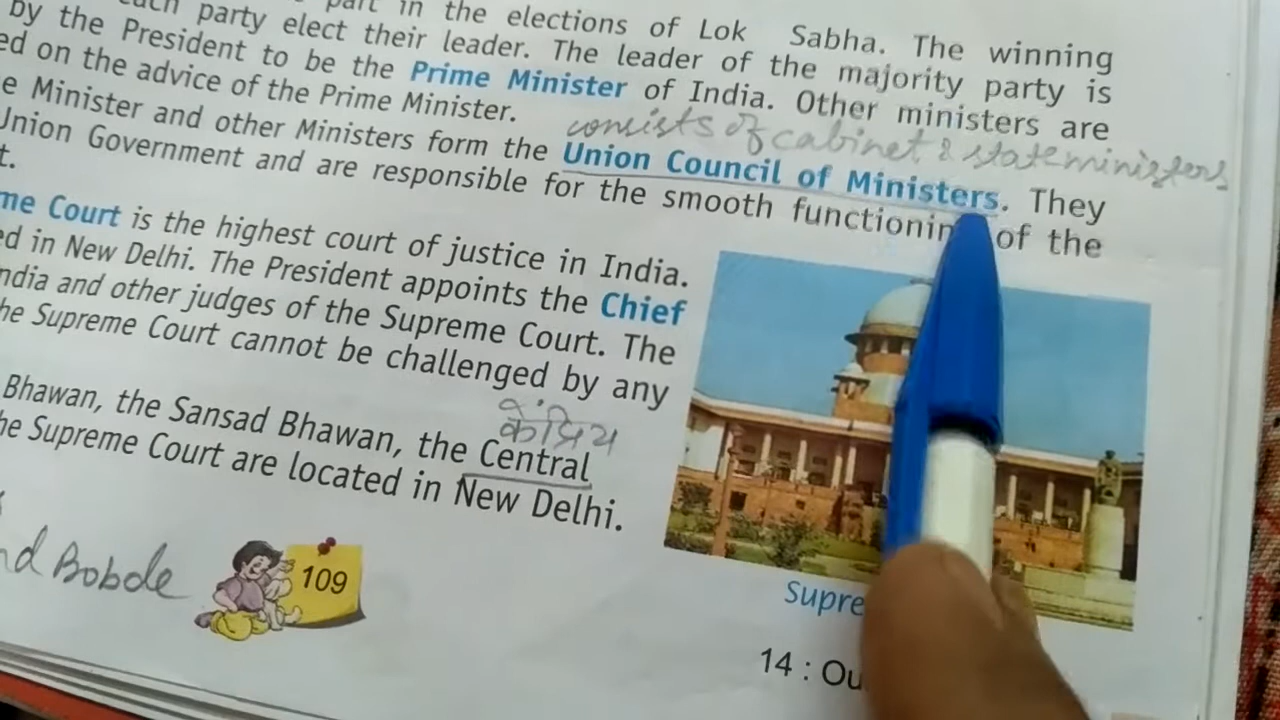 part in the elections of Lok Sabha. The winning
party elect their leader. The leader of the majority party is
by the President to be the Prime Minister of India. Other ministers are
ed on the advice of the Prime Minister.
consists of cabinet & state ministers
e Minister and other Ministers form the Union Council of Ministers. They
Union Government and are responsible for the smooth functionin of the
t.
me Court is the highest court of justice in India.
ed in New Delhi. The President appoints the Chief
ndia and other judges of the Supreme Court. The
he Supreme Court cannot be challenged by any
Bhawan, the Sansad Bhawan, the Central
he Supreme Court are located in New Delhi.
nd Bobde
109
Supre
14 : Ou